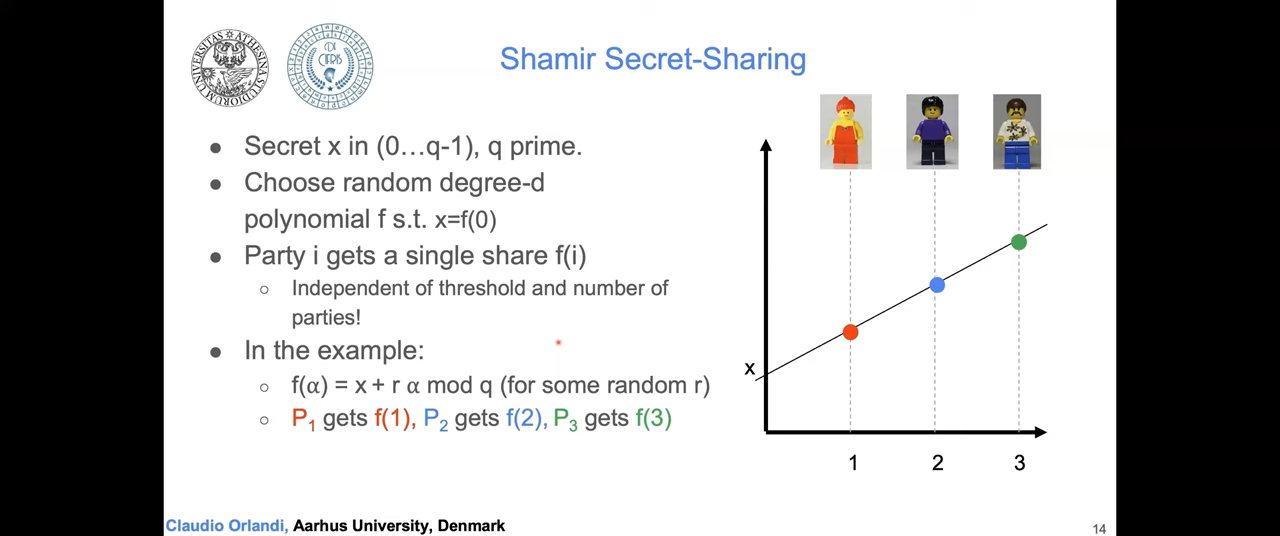 Shamir Secret-Sharing
● Secret x in (0…q-1), q prime.
● Choose random degree-d
polynomial f s.t. x=f(0)
● Party i gets a single share f(i)
○ Independent of threshold and number of
parties!
● In the example:
○ f(α) = x + r α mod q (for some random r)
○ P₁ gets f(1), P₂ gets f(2), P₃ gets f(3)
x
1 2 3
Claudio Orlandi, Aarhus University, Denmark
14